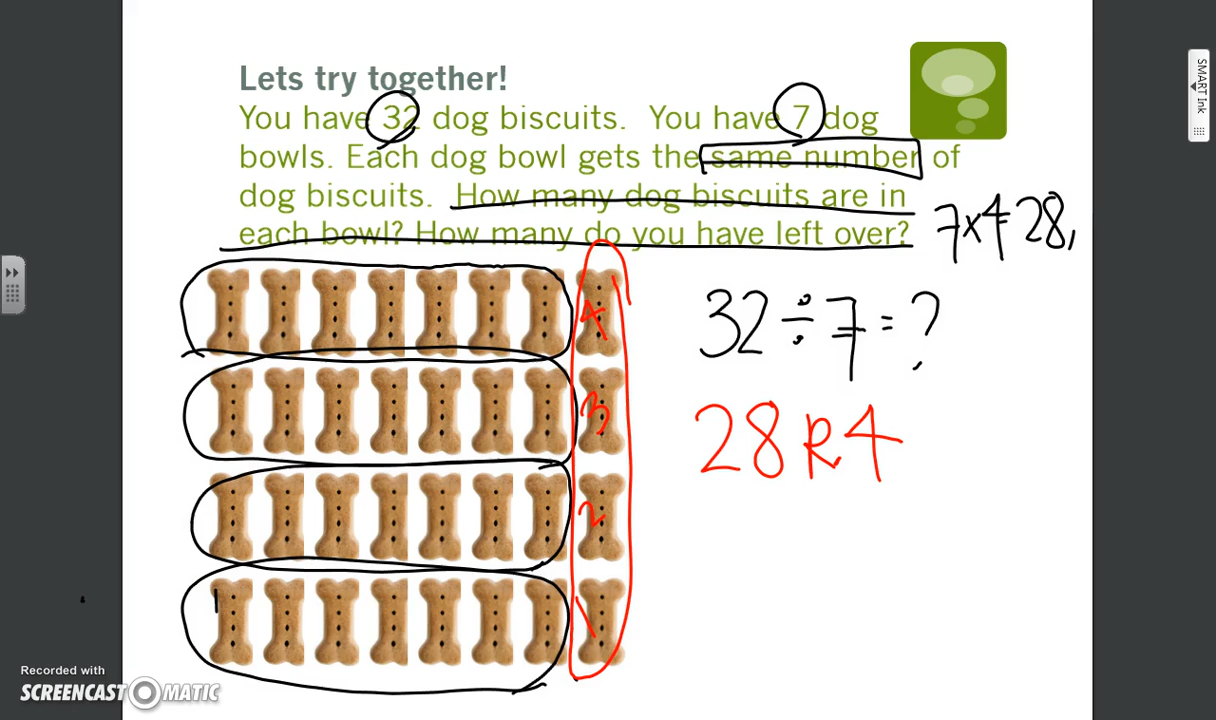 Lets try together!
You have 32 dog biscuits. You have 7 dog
bowls. Each dog bowl gets the same number of
dog biscuits. How many dog biscuits are in
each bowl? How many do you have left over?
7x4=28,
32÷7=?
28 R4
4
3
2
1
1
SMART Ink
Recorded with
SCREENCAST-O-MATIC